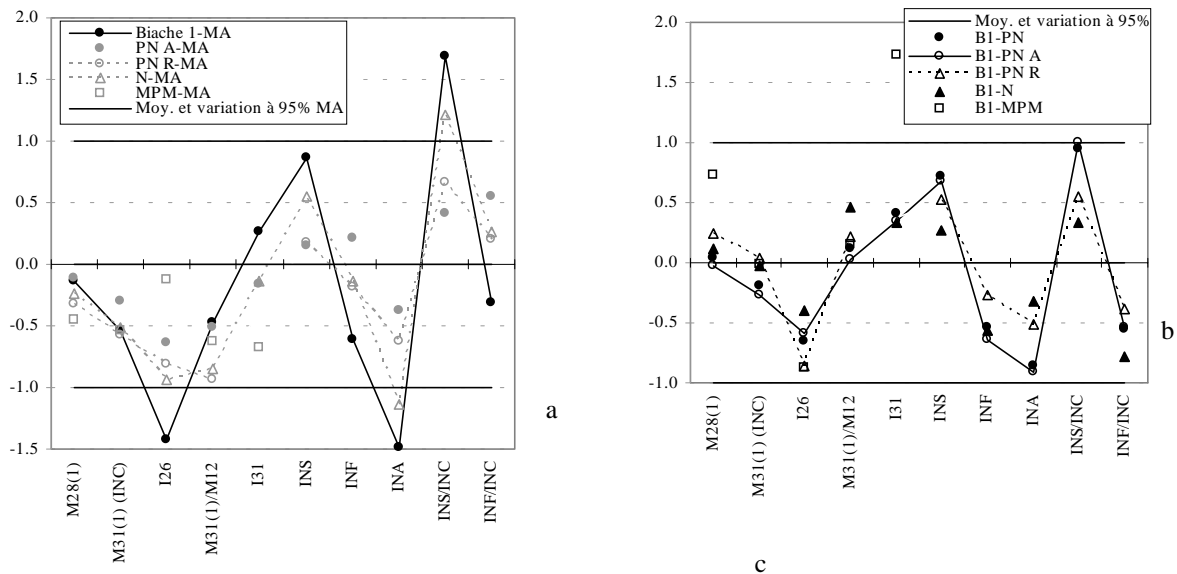 2.0
1.5
1.0
0.5
0.0
-0.5
-1.0
-1.5
Biache 1-MA
PN A-MA
PN R-MA
N-MA
MPM-MA
Moy. et variation à 95% MA
M28(1)
M31(1) (INC)
I26
M31(1)/M12
I31
INS
INF
INA
INS/INC
INF/INC
a
2.0
1.5
1.0
0.5
0.0
-0.5
-1.0
Moy. et variation à 95%
B1-PN
B1-PN A
B1-PN R
B1-N
B1-MPM
M28(1)
M31(1) (INC)
I26
M31(1)/M12
I31
INS
INF
INA
INS/INC
INF/INC
b
c